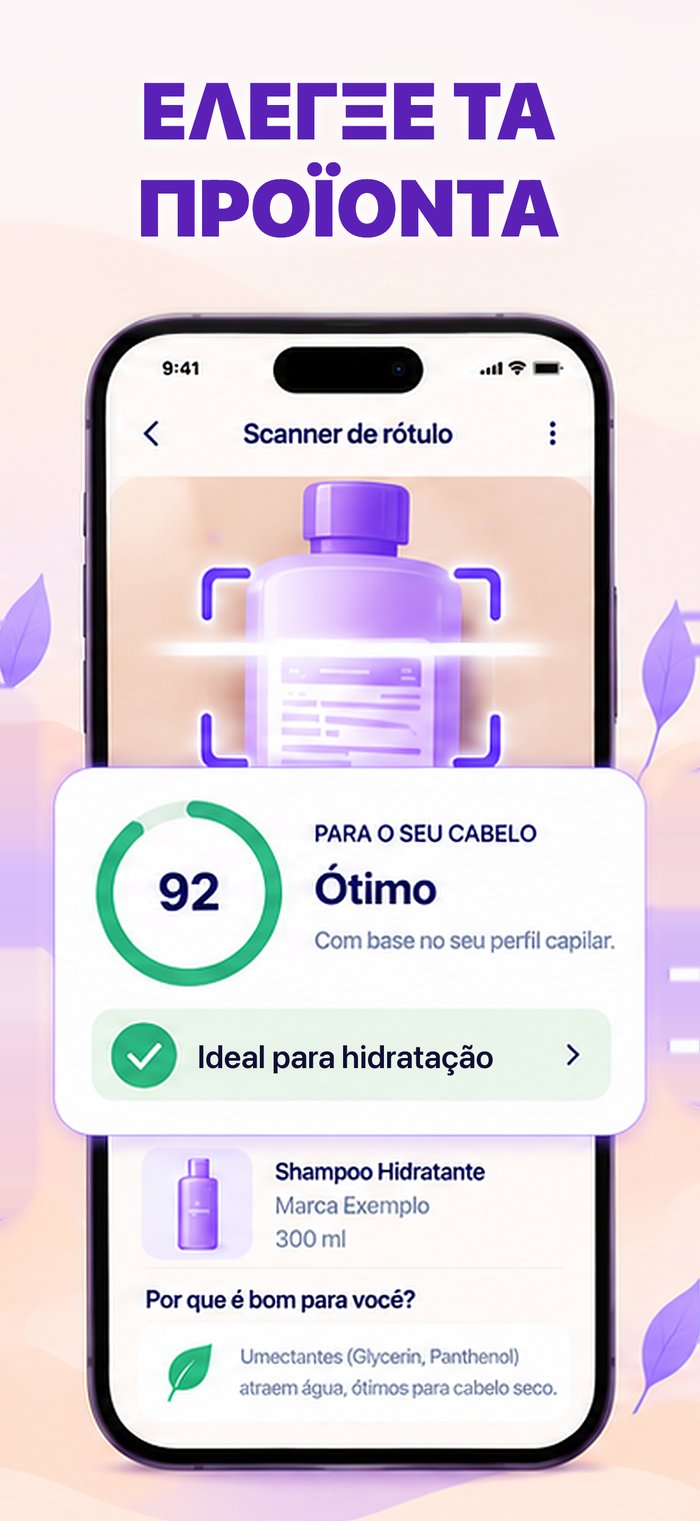 ΕΛΕΓΞΕ ΤΑ
ΠΡΟΪΟΝΤΑ
9:41
Scanner de rótulo
92
PARA O SEU CABELO
Ótimo
Com base no seu perfil capilar.
Ideal para hidratação
Shampoo Hidratante
Marca Exemplo
300 ml
Por que é bom para você?
Umectantes (Glycerin, Panthenol)
atraem água, ótimos para cabelo seco.